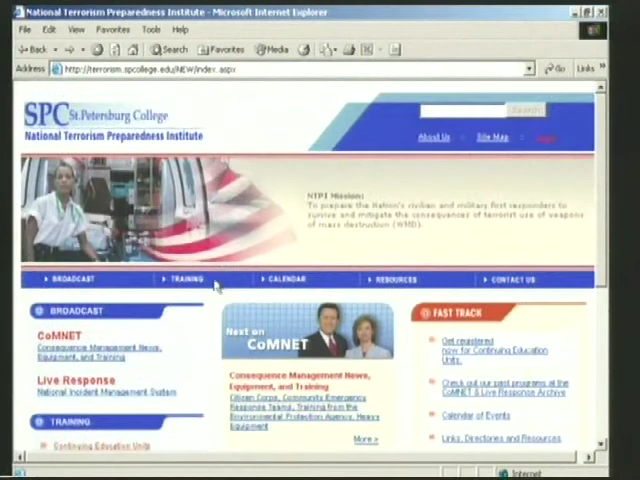 National Terrorism Preparedness Institute - Microsoft Internet Explorer
File Edit View Favorites Tools Help
Back Search Favorites Media
Address http://terrorism.spcollege.edu/NEW/index.aspx Go Links »
SPC St.Petersburg College
National Terrorism Preparedness Institute
Search
About Us Site Map
NTPI Mission:
To prepare the Nation's civilian and military first responders to
survive and mitigate the consequences of terrorist use of weapons
of mass destruction (WMD).
BROADCAST TRAINING CALENDAR RESOURCES CONTACT US
BROADCAST
CoMNET
Consequence Management News,
Equipment, and Training
Live Response
National Incident Management System
TRAINING
Continuing Education Units
Next on
CoMNET
Consequence Management News,
Equipment, and Training
Citizen Corps, Community Emergency
Response Teams, Training from the
Environmental Protection Agency, Heavy
Equipment
More >
FAST TRACK
Get registered
now for Continuing Education
Units.
Check out our past programs at the
CoMNET & Live Response Archive
Calendar of Events
Links, Directories and Resources
Internet